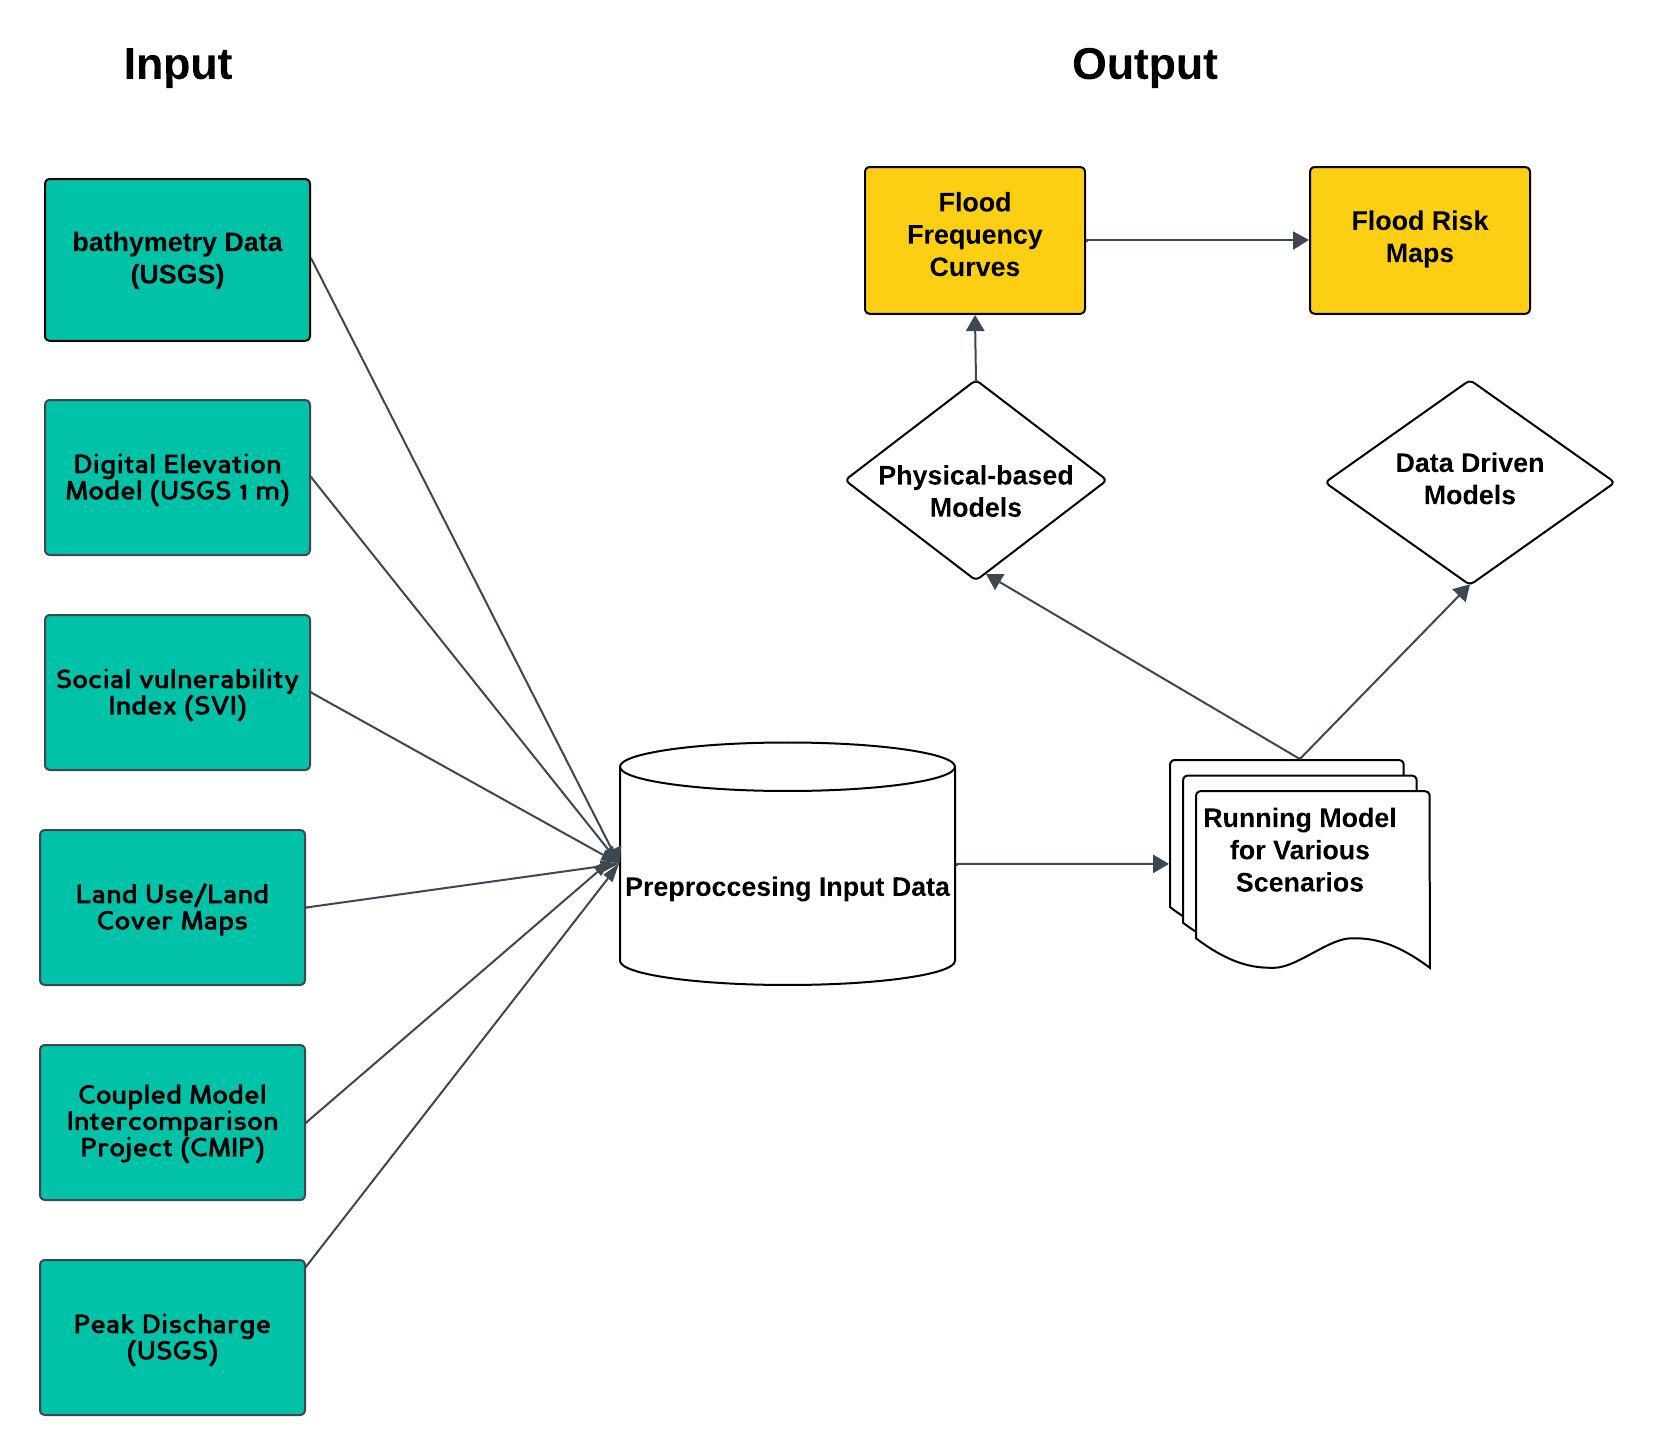 Input
Output
bathymetry Data
(USGS)
Digital Elevation
Model (USGS 1 m)
Social vulnerability
Index (SVI)
Land Use/Land
Cover Maps
Coupled Model
Intercomparison
Project (CMIP)
Peak Discharge
(USGS)
Preproccesing Input Data
Running Model
for Various
Scenarios
Physical-based
Models
Data Driven
Models
Flood
Frequency
Curves
Flood Risk
Maps